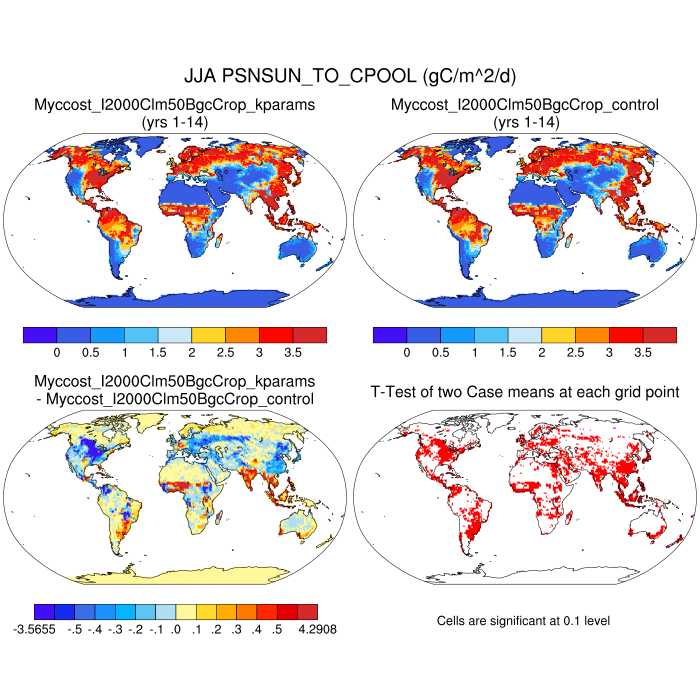 JJA PSNSUN_TO_CPOOL (gC/m^2/d)
Myccost_I2000Clm50BgcCrop_kparams
(yrs 1-14)
Myccost_I2000Clm50BgcCrop_control
(yrs 1-14)
0 0.5 1 1.5 2 2.5 3 3.5
0 0.5 1 1.5 2 2.5 3 3.5
Myccost_I2000Clm50BgcCrop_kparams
- Myccost_I2000Clm50BgcCrop_control
T-Test of two Case means at each grid point
-3.5655 -.5 -.4 -.3 -.2 -.1 .0 .1 .2 .3 .4 .5 4.2908
Cells are significant at 0.1 level